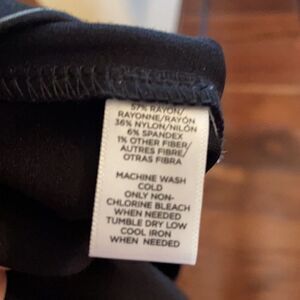 57% RAYON/
RAYONNE/RAYÓN
36% NYLON/NILÓN
6% SPANDEX
1% OTHER FIBER/
AUTRES FIBRE/
OTRAS FIBRA
MACHINE WASH
COLD
ONLY NON-
CHLORINE BLEACH
WHEN NEEDED
TUMBLE DRY LOW
COOL IRON
WHEN NEEDED